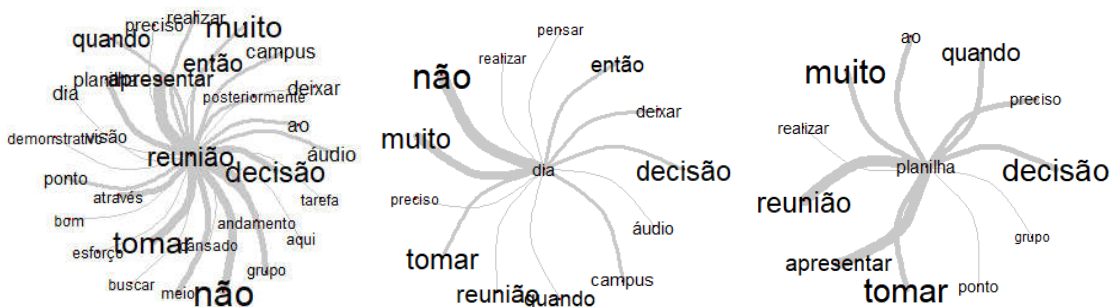 realizar
preciso
muito
quando
então
campus
planilha
apresentar
dia
deixar
posteriormente
ao
demonstrativo
visão
reunião
áudio
decisão
ponto
através
tarefa
bom
andamento
tomar
cansado
aqui
esforço
grupo
buscar
meio
não
pensar
realizar
não
então
muito
deixar
dia
decisão
preciso
áudio
tomar
campus
reunião
quando
ao
quando
muito
preciso
realizar
planilha
decisão
reunião
grupo
apresentar
tomar
ponto